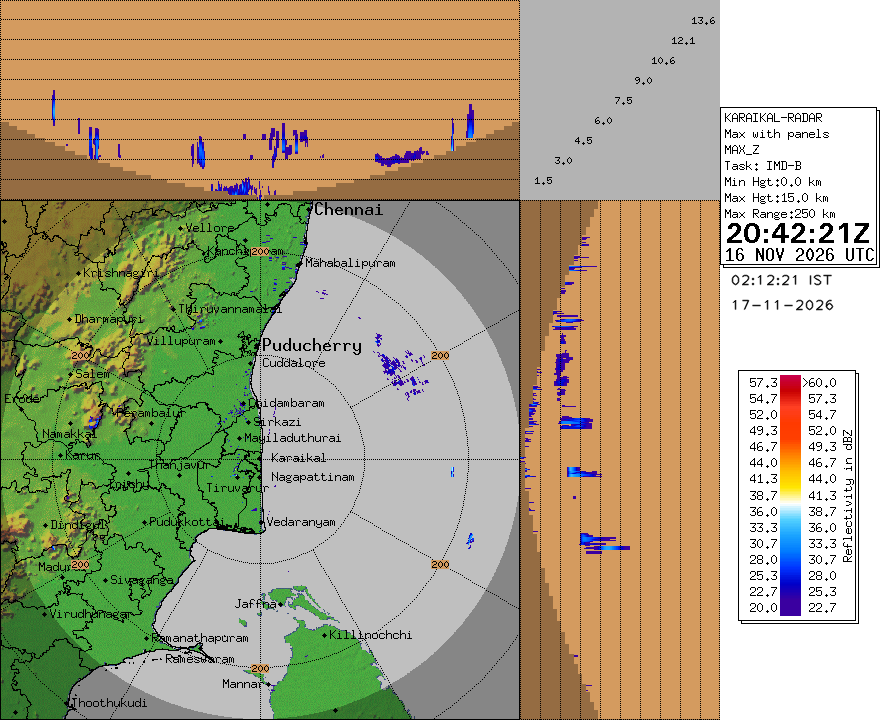 13.6
12.1
10.6
9.0
7.5
6.0
4.5
3.0
1.5
KARAIKAL-RADAR
Max with panels
MAX_Z
Task: IMD-B
Min Hgt:0.0 km
Max Hgt:15.0 km
Max Range:250 km
20:42:21Z
16 NOV 2026 UTC
02:12:21 IST
17-11-2026
Chennai
Vellore
200
Mahabalipuram
Krishnagiri
Thiruvannamalai
Dharmapuri
Villupuram
Puducherry
200
200
Cuddalore
Salem
Erode
Perambalur
Chidambaram
Sirkazi
Namakkal
Mayiladuthurai
Karur
Karaikal
Thanjavur
Nagapattinam
Tiruvarur
Dindigul
Pudukkottai
Vedaranyam
200
200
Madurai
Sivaganga
Jaffna
Virudhunagar
Killinochchi
Ramanathapuram
Rameswaram
200
Mannar
Thoothukudi
57.3 >60.0
54.7 57.3
52.0 54.7
49.3 52.0
46.7 49.3
44.0 46.7
41.3 44.0
38.7 41.3
36.0 38.7
33.3 36.0
30.7 33.3
28.0 30.7
25.3 28.0
22.7 25.3
20.0 22.7
Reflectivity in dBZ